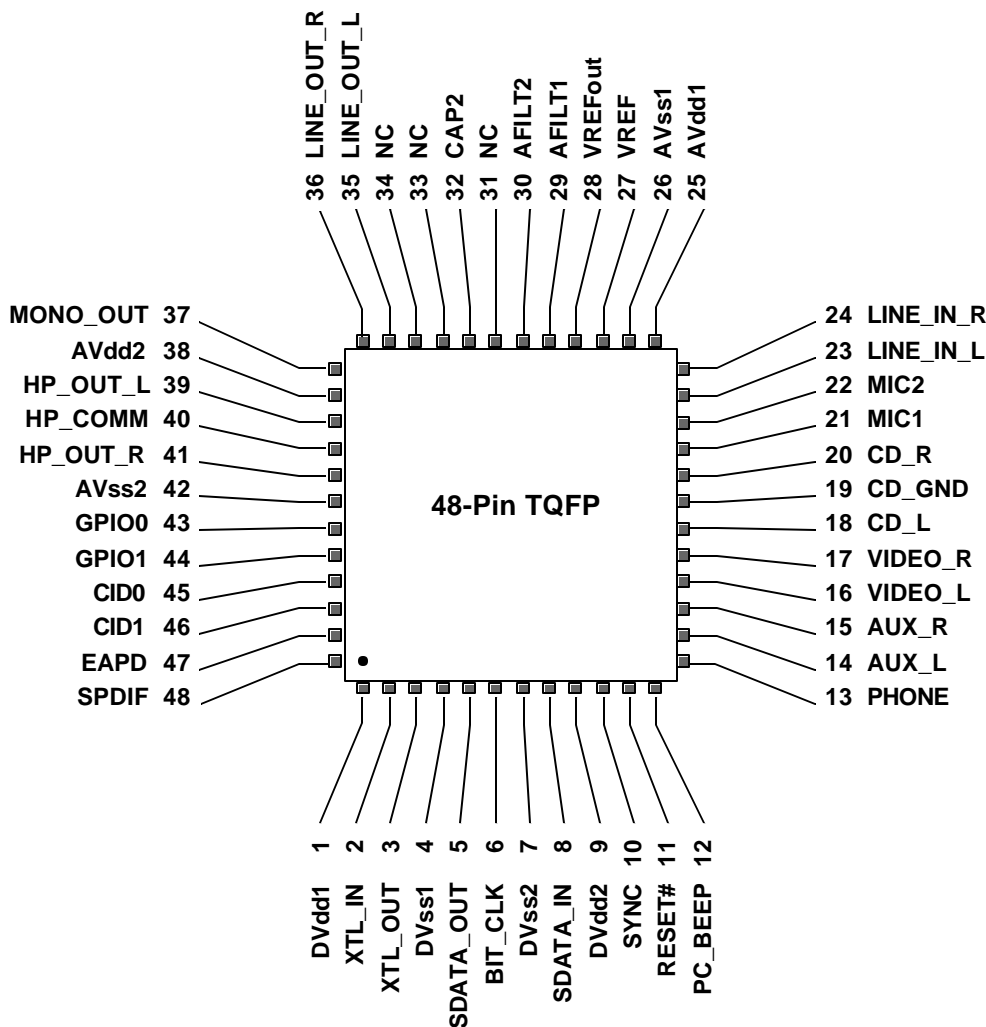 36 LINE_OUT_R
35 LINE_OUT_L
34 NC
33 NC
32 CAP2
31 NC
30 AFILT2
29 AFILT1
28 VREFout
27 VREF
26 AVss1
25 AVdd1
MONO_OUT 37
AVdd2 38
HP_OUT_L 39
HP_COMM 40
HP_OUT_R 41
AVss2 42
GPIO0 43
GPIO1 44
CID0 45
CID1 46
EAPD 47
SPDIF 48
48-Pin TQFP
24 LINE_IN_R
23 LINE_IN_L
22 MIC2
21 MIC1
20 CD_R
19 CD_GND
18 CD_L
17 VIDEO_R
16 VIDEO_L
15 AUX_R
14 AUX_L
13 PHONE
DVdd1 1
XTL_IN 2
XTL_OUT 3
DVss1 4
SDATA_OUT 5
BIT_CLK 6
DVss2 7
SDATA_IN 8
DVdd2 9
SYNC 10
RESET# 11
PC_BEEP 12